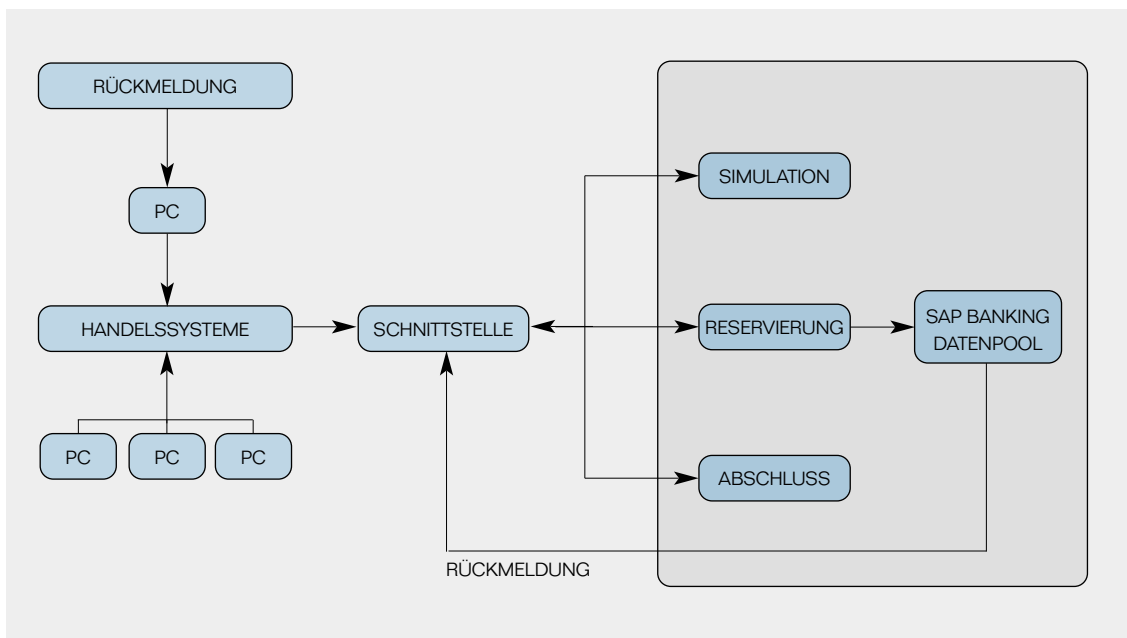 RÜCKMELDUNG
PC
HANDELSSYSTEME
PC
PC
PC
SCHNITTSTELLE
SIMULATION
RESERVIERUNG
ABSCHLUSS
SAP BANKING
DATENPOOL
RÜCKMELDUNG